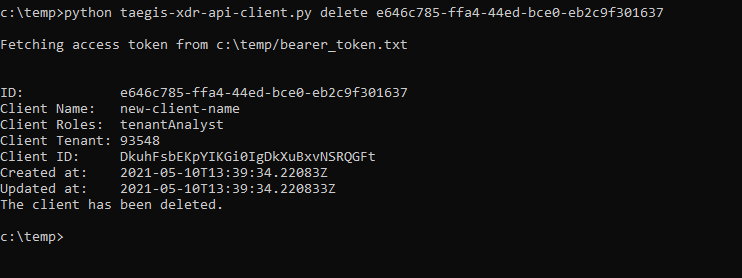 c:\temp>python taegis-xdr-api-client.py delete e646c785-ffa4-44ed-bce0-eb2c9f301637
Fetching access token from c:\temp/bearer_token.txt
ID: e646c785-ffa4-44ed-bce0-eb2c9f301637
Client Name: new-client-name
Client Roles: tenantAnalyst
Client Tenant: 93548
Client ID: DkuhFsbEKpYIKGi0IgDkXuBxvNSRQGFt
Created at: 2021-05-10T13:39:34.22083Z
Updated at: 2021-05-10T13:39:34.220833Z
The client has been deleted.
c:\temp>